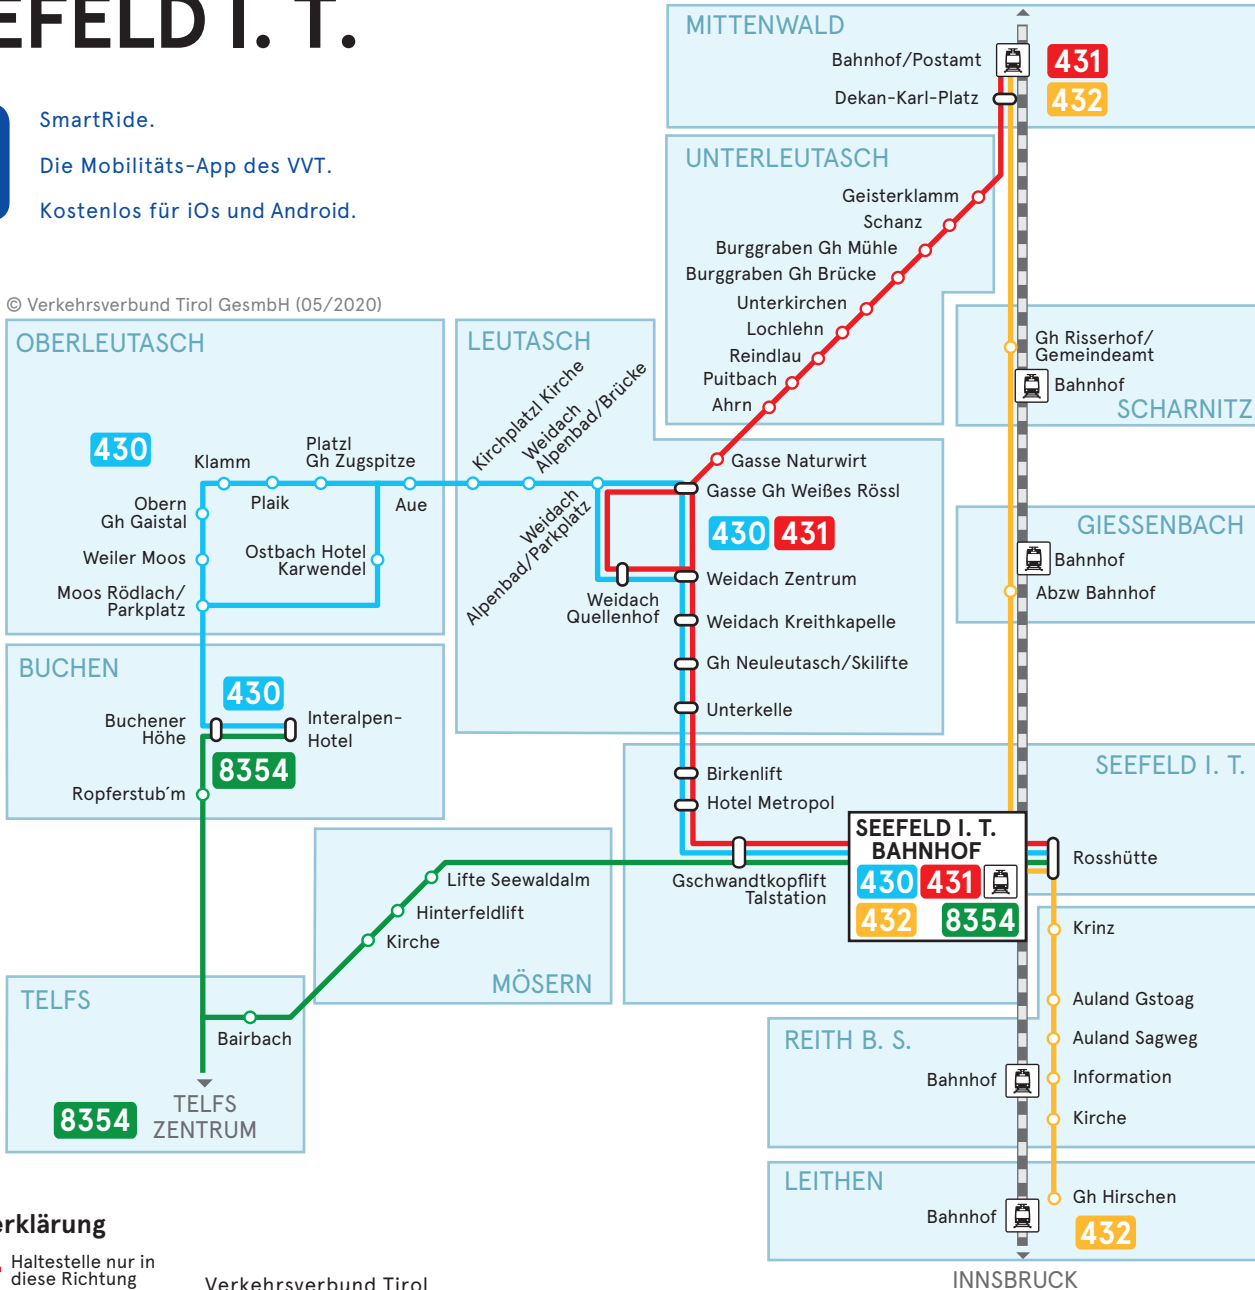 EFELD I. T.
SmartRide.
Die Mobilitäts-App des VVT.
Kostenlos für iOs und Android.
© Verkehrsverbund Tirol GesmbH (05/2020)
MITTENWALD
Bahnhof/Postamt
431
Dekan-Karl-Platz
432
UNTERLEUTASCH
Geisterklamm
Schanz
Burggraben Gh Mühle
Burggraben Gh Brücke
Unterkirchen
Lochlehn
Reindlau
Puitbach
Ahrn
Gh Risserhof/
Gemeindeamt
Bahnhof
SCHARNITZ
OBERLEUTASCH
430
Klamm
Platzl
Gh Zugspitze
Plaik
Aue
Obern
Gh Gaistal
Weiler Moos
Ostbach Hotel
Karwendel
Moos Rödlach/
Parkplatz
LEUTASCH
Kirchplatzl Kirche
Weidach
Alpenbad/Brücke
Weidach
Alpenbad/Parkplatz
Gasse Naturwirt
Gasse Gh Weißes Rössl
430 431
Weidach Zentrum
Weidach
Quellenhof
Weidach Kreithkapelle
Gh Neuleutasch/Skilifte
Unterkelle
GIESSENBACH
Bahnhof
Abzw Bahnhof
BUCHEN
430
Buchener
Höhe
Interalpen-
Hotel
8354
Ropferstub´m
SEEFELD I. T.
Birkenlift
Hotel Metropol
SEEFELD I. T.
BAHNHOF
430 431
432 8354
Rosshütte
Gschwandtkopflift
Talstation
Lifte Seewaldalm
Hinterfeldlift
Kirche
MÖSERN
Krinz
Auland Gstoag
Auland Sagweg
REITH B. S.
Bahnhof
Information
Kirche
TELFS
Bairbach
8354
TELFS
ZENTRUM
LEITHEN
Bahnhof
Gh Hirschen
432
INNSBRUCK
erklärung
Haltestelle nur in
diese Richtung
Verkehrsverbund Tirol